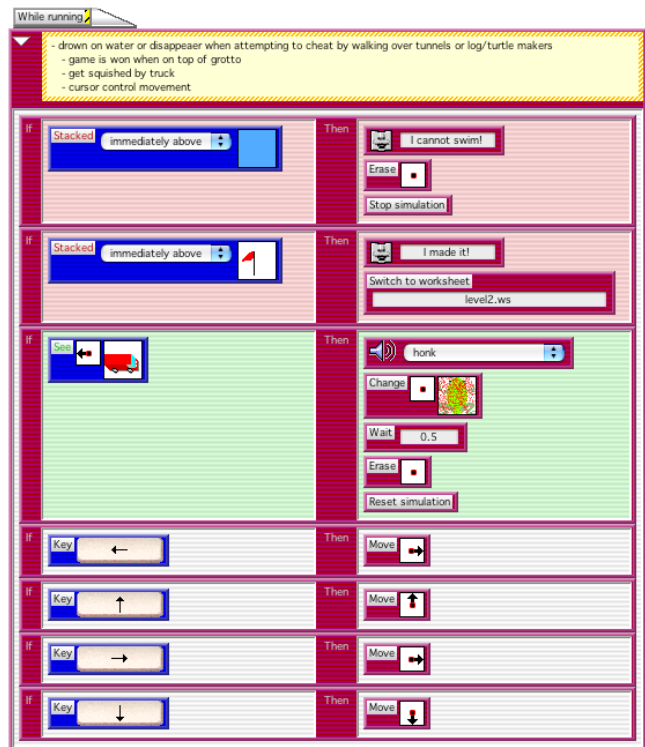 While running
- drown on water or disappeaer when attempting to cheat by walking over tunnels or log/turtle makers
- game is won when on top of grotto
- get squished by truck
- cursor control movement
If
Stacked immediately above
Then
I cannot swim!
Erase
Stop simulation
If
Stacked immediately above
Then
I made it!
Switch to worksheet
level2.ws
If
See
Then
honk
Change
Wait 0.5
Erase
Reset simulation
If
Key ←
Then
Move
If
Key ↑
Then
Move
If
Key →
Then
Move
If
Key ↓
Then
Move